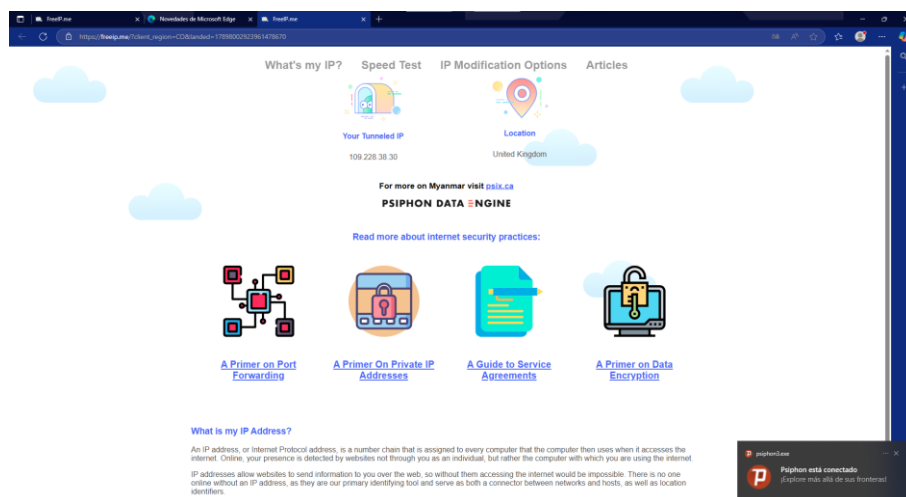 FreeIP.me
Novedades de Microsoft Edge
FreeIP.me
https://freeip.me/?client_region=CO&landed=17898002923961478670
What's my IP? Speed Test IP Modification Options Articles
Your Tunneled IP
Location
109.228.38.30
United Kingdom
For more on Myanmar visit psix.ca
PSIPHON DATA ENGINE
Read more about internet security practices:
A Primer on Port
Forwarding
A Primer On Private IP
Addresses
A Guide to Service
Agreements
A Primer on Data
Encryption
What is my IP Address?
An IP address, or Internet Protocol address, is a number chain that is assigned to every computer that the computer then uses when it accesses the
internet. Online, your presence is detected by websites not through you as an individual, but rather the computer with which you are using the internet.
IP addresses allow websites to send information to you over the web, so without them accessing the internet would be impossible. There is no one
online without an IP address, as they are our primary identifying tool and serve as both a connector between networks and hosts, as well as location
identifiers.
psiphon3.exe
Psiphon está conectado
¡Explore más allá de sus fronteras!